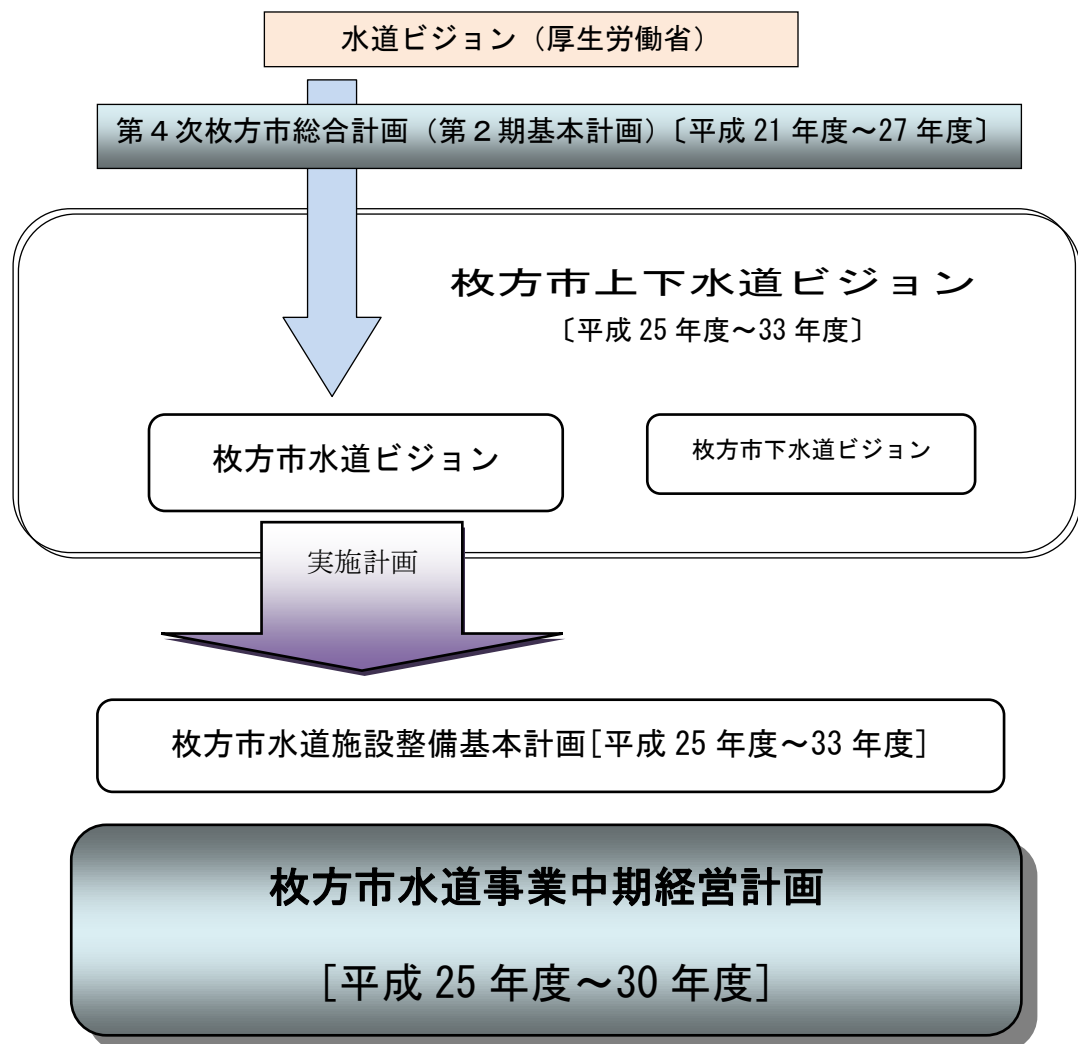 水道ビジョン（厚生労働省）
第４次枚方市総合計画（第２期基本計画）〔平成 21 年度～27 年度〕
枚方市上下水道ビジョン
〔平成 25 年度～33 年度〕
枚方市水道ビジョン
枚方市下水道ビジョン
実施計画
枚方市水道施設整備基本計画[平成 25 年度～33 年度]
枚方市水道事業中期経営計画
[平成 25 年度～30 年度]